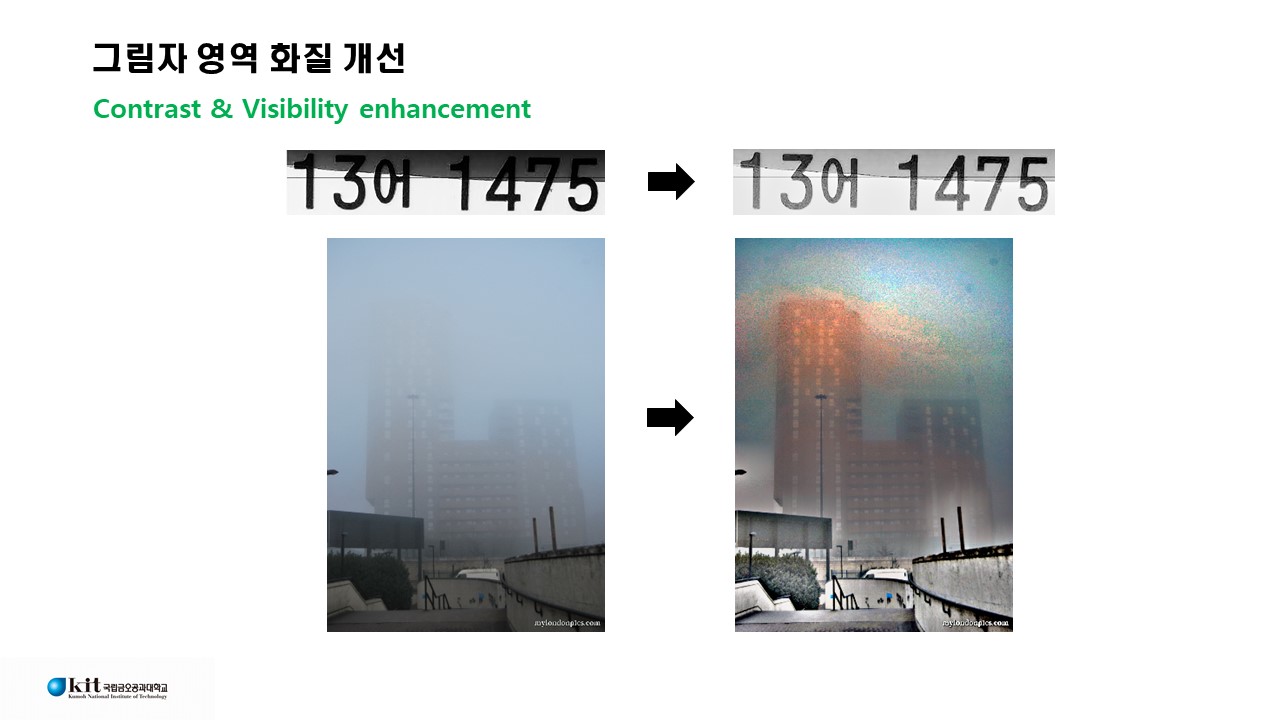 그림자 영역 화질 개선
Contrast & Visibility enhancement
13어 1475
13어 1475
mylondonpics.com
mylondonpics.com
kit 국립금오공과대학교
Kumoh National Institute of Technology